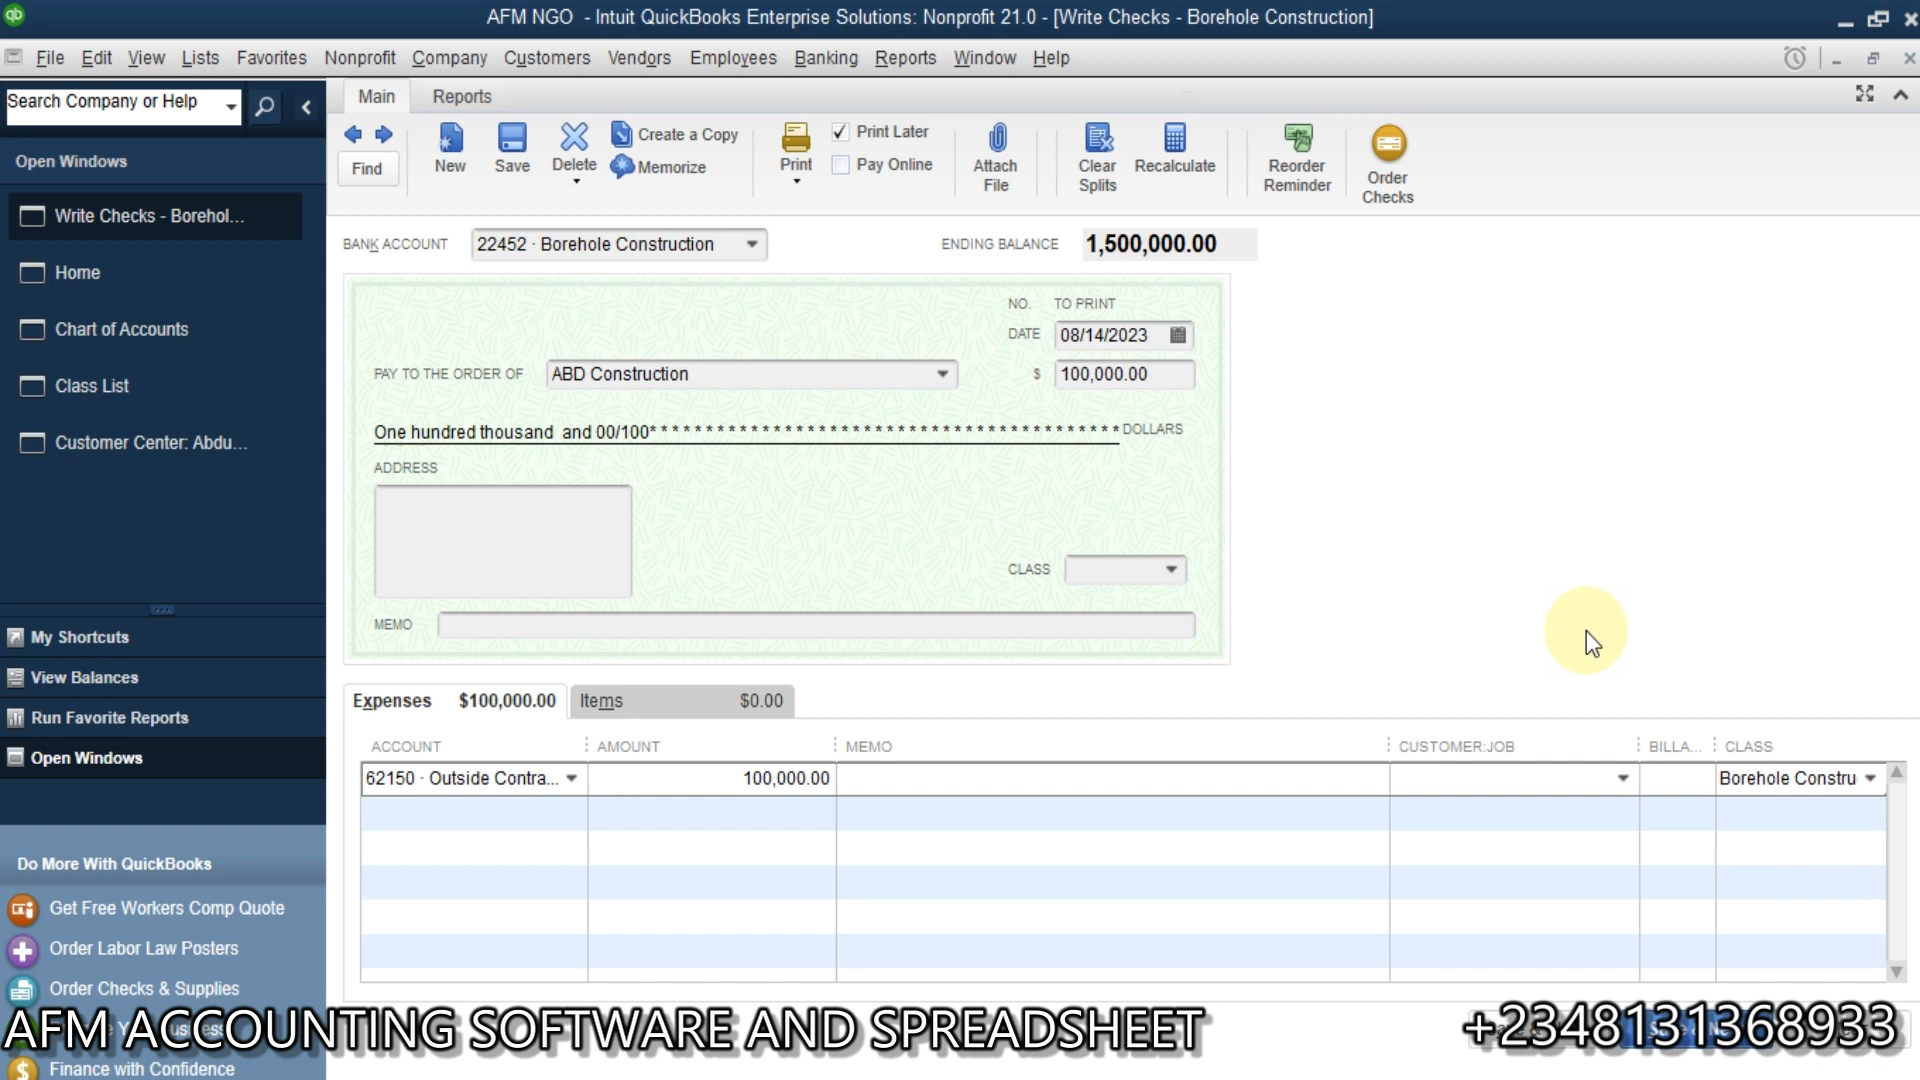 AFM NGO - Intuit QuickBooks Enterprise Solutions: Nonprofit 21.0 - [Write Checks - Borehole Construction]
File Edit View Lists Favorites Nonprofit Company Customers Vendors Employees Banking Reports Window Help
Search Company or Help
Main Reports
Find
New
Save
Delete
Create a Copy
Memorize
Print
Print Later
Pay Online
Attach File
Clear Splits
Recalculate
Reorder Reminder
Order Checks
Open Windows
Write Checks - Borehol...
Home
Chart of Accounts
Class List
Customer Center: Abdu...
My Shortcuts
View Balances
Run Favorite Reports
Open Windows
Do More With QuickBooks
Get Free Workers Comp Quote
Order Labor Law Posters
Order Checks & Supplies
Finance with Confidence
BANK ACCOUNT 22452 · Borehole Construction ENDING BALANCE 1,500,000.00
NO. TO PRINT
DATE 08/14/2023
PAY TO THE ORDER OF ABD Construction $ 100,000.00
One hundred thousand and 00/100* * * * * * * * * * * * * * * * * * * * * * * * * * * * * * * * * * * * * * * * * * DOLLARS
ADDRESS
CLASS
MEMO
Expenses $100,000.00 Items $0.00
ACCOUNT AMOUNT MEMO CUSTOMER:JOB BILLA... CLASS
62150 · Outside Contra... 100,000.00 Borehole Constru
AFM ACCOUNTING SOFTWARE AND SPREADSHEET +2348131368933